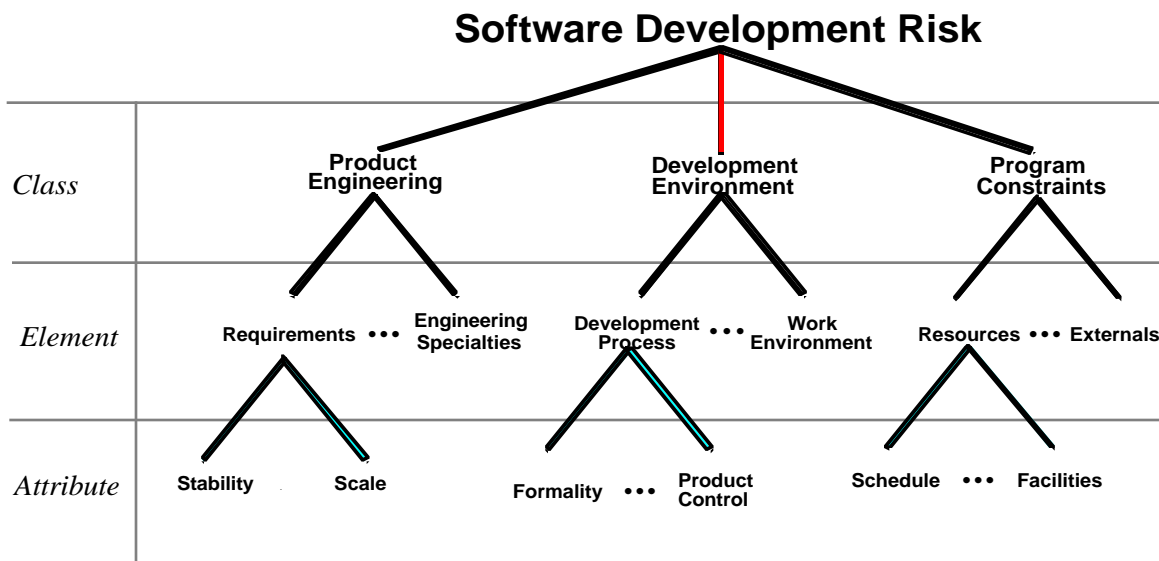 Software Development Risk
Class
Product
Engineering
Development
Environment
Program
Constraints
Element
Requirements ••• Engineering
Specialties
Development
Process ••• Work
Environment
Resources ••• Externals
Attribute
Stability
Scale
Formality ••• Product
Control
Schedule ••• Facilities